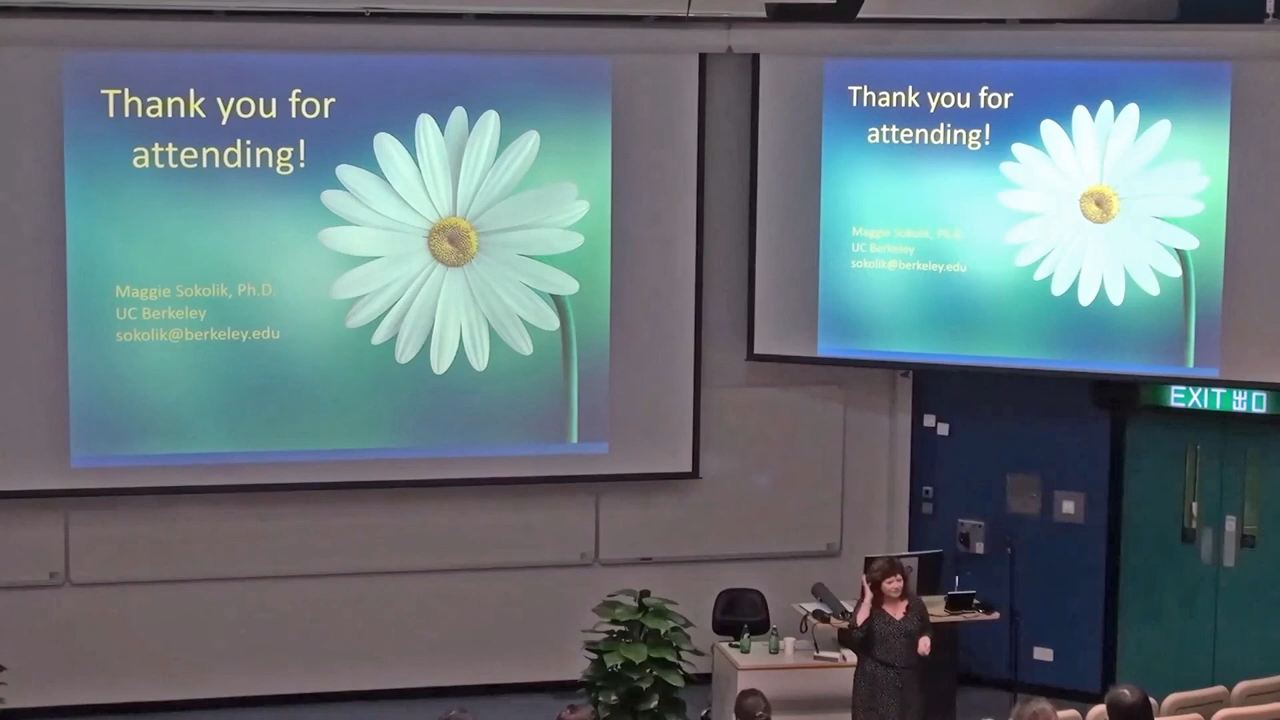 Thank you for
attending!
Maggie Sokolik, Ph.D.
UC Berkeley
sokolik@berkeley.edu
Thank you for
attending!
Maggie Sokolik, Ph.D.
UC Berkeley
sokolik@berkeley.edu
EXIT 出口